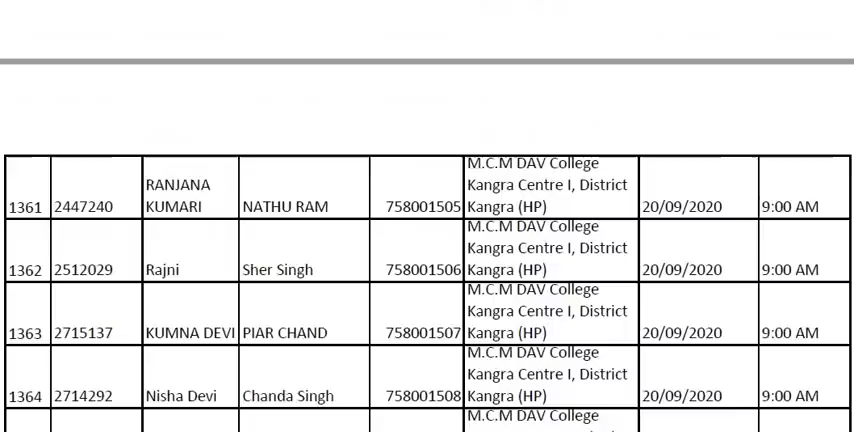 M.C.M DAV College
RANJANA Kangra Centre I, District
1361 2447240 KUMARI NATHU RAM 758001505 Kangra (HP) 20/09/2020 9:00 AM
M.C.M DAV College
Kangra Centre I, District
1362 2512029 Rajni Sher Singh 758001506 Kangra (HP) 20/09/2020 9:00 AM
M.C.M DAV College
Kangra Centre I, District
1363 2715137 KUMNA DEVI PIAR CHAND 758001507 Kangra (HP) 20/09/2020 9:00 AM
M.C.M DAV College
Kangra Centre I, District
1364 2714292 Nisha Devi Chanda Singh 758001508 Kangra (HP) 20/09/2020 9:00 AM
M.C.M DAV College